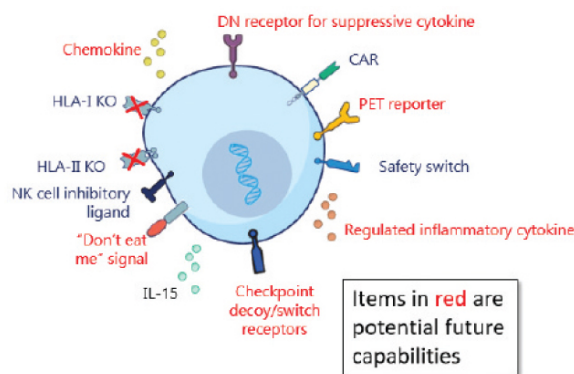 DN receptor for suppressive cytokine
Chemokine
CAR
HLA-I KO
PET reporter
HLA-II KO
Safety switch
NK cell inhibitory
ligand
"Don't eat
me" signal
Regulated inflammatory cytokine
IL-15
Checkpoint
decoy/switch
receptors
Items in red are
potential future
capabilities